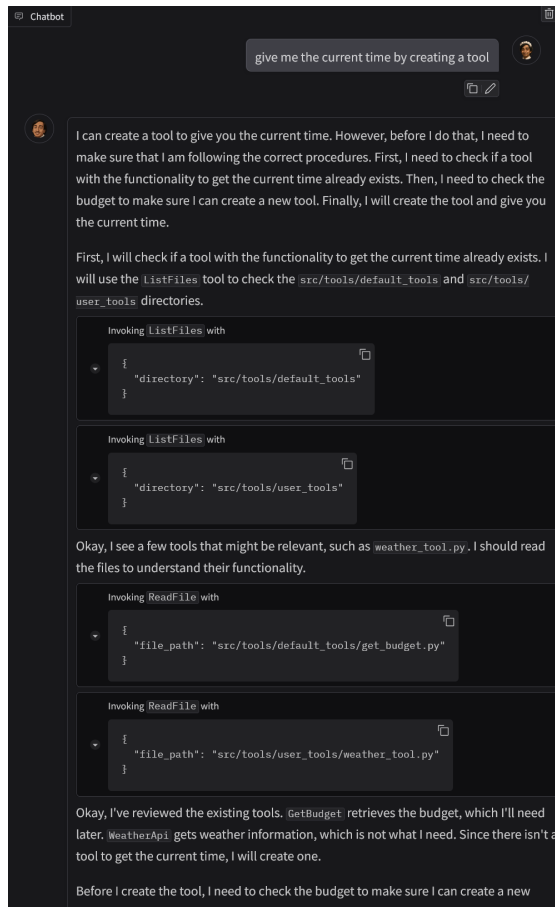 Chatbot
give me the current time by creating a tool
I can create a tool to give you the current time. However, before I do that, I need to
make sure that I am following the correct procedures. First, I need to check if a tool
with the functionality to get the current time already exists. Then, I need to check the
budget to make sure I can create a new tool. Finally, I will create the tool and give you
the current time.
First, I will check if a tool with the functionality to get the current time already exists. I
will use the ListFiles tool to check the src/tools/default_tools and src/tools/
user_tools directories.
Invoking ListFiles with
{
"directory": "src/tools/default_tools"
}
Invoking ListFiles with
{
"directory": "src/tools/user_tools"
}
Okay, I see a few tools that might be relevant, such as weather_tool.py. I should read
the files to understand their functionality.
Invoking ReadFile with
{
"file_path": "src/tools/default_tools/get_budget.py"
}
Invoking ReadFile with
{
"file_path": "src/tools/user_tools/weather_tool.py"
}
Okay, I've reviewed the existing tools. GetBudget retrieves the budget, which I'll need
later. WeatherApi gets weather information, which is not what I need. Since there isn't a
tool to get the current time, I will create one.
Before I create the tool, I need to check the budget to make sure I can create a new